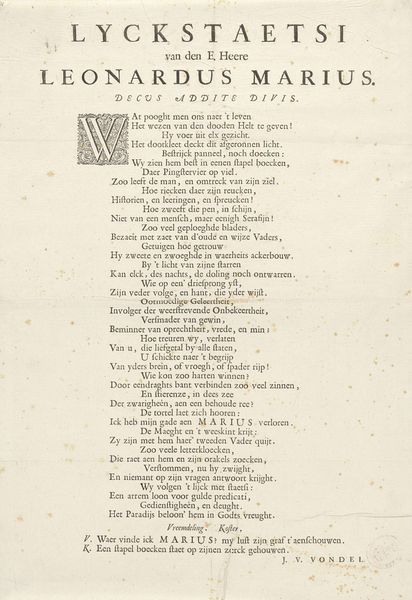 LYCKSTAETSI
van den E, Heere
LEONARDUS MARIUS.
DECUS ADDITE DIVIS.
WAt pooght men ons naer 't leven
Het wezen van den dooden Helt te geven!
Hy voer uit elx gezicht.
Het dootkleet deckt dit afgeronnen licht.
Bestrijck panneel, noch doecken:
Wy zien hem best in eenen stapel boecken,
Daer Pingstervier op viel.
Zoo leeft de man, en omtreck van zijn ziel.
Hoe riecken daer zijn reucken,
Historien, en leeringen, en spreucken!
Hoe zweeft die pen, in schijn,
Niet van een mensch, maer eenigh Serafijn!
Zoo veel geploeghde bladers,
Bezaeit met zaet van d'oude en wijze Vaders,
Getuigen hoe getrouw
Hy zweete en zwoeghde in waerheits ackerbouw.
By 't licht van zijne starren
Kan elck, des nachts, de doling noch ontwarren.
Wie op een' driesprong yst,
Zijn veder volge, en hant, die yder wijst.
Ootmoedige Geleertheit,
Involger der weerstrevende Onbekeertheit,
Versmader van gewin,
Beminner van oprechtheit, vrede, en min:
Hoe treuren wy, verlaten
Van u, die liefgetal by alle staten,
U schickte naer 't begrijp
Van yders brein, of vroegh, of spader rijp!
Wie kon zoo harten winnen?
Door eendraghts bant verbinden zoo veel zinnen,
En stierenze, in dees zee
Der zwarigheên, aen een behoude ree?
De tortel laet zich hooren:
Ick heb mijn gade aen MARIUS verloren.
De Maeght en 't weeskint krijt:
Zy zijn met hem haer' tweeden Vader quijt.
Zoo veele letterkloecken,
Die raet aen hem en zijn orakels zoecken,
Verstommen, nu hy zwijght,
En niemant op zijn vragen antwoort krijght.
Wy volgen 't lijck met staetsi:
Een arrem loon voor gulde predicati,
Gedienstigheên, en deught.
Het Paradijs beloon' hem in Godts vreught.
Vreemdeling. Koster.
V. Waer vinde ick MARIUS? my lust zijn graf t'aenschouwen.
K. Een stapel boecken staet op zijnen zarck gehouwen.
J. V. VONDEL.